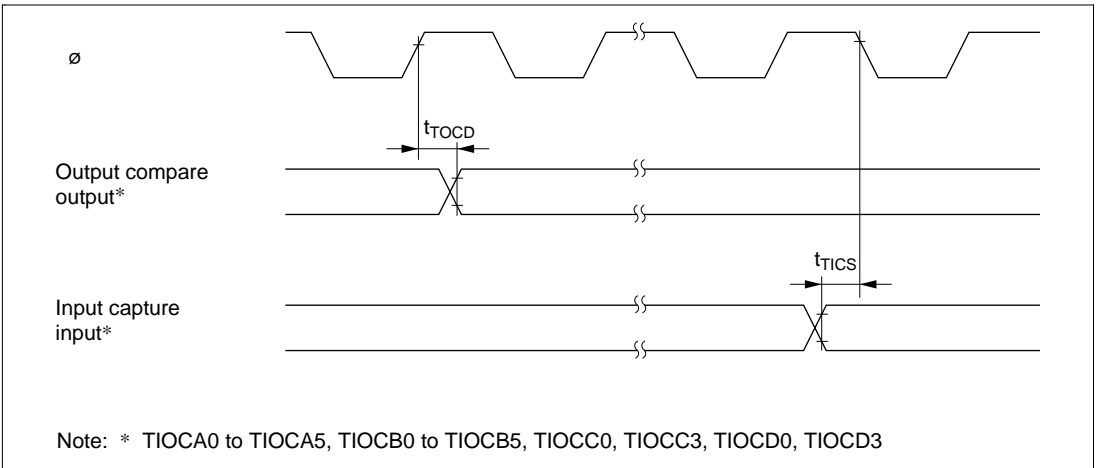 ø
tTOCD
Output compare
output*
tTICS
Input capture
input*
Note: * TIOCA0 to TIOCA5, TIOCB0 to TIOCB5, TIOCC0, TIOCC3, TIOCD0, TIOCD3